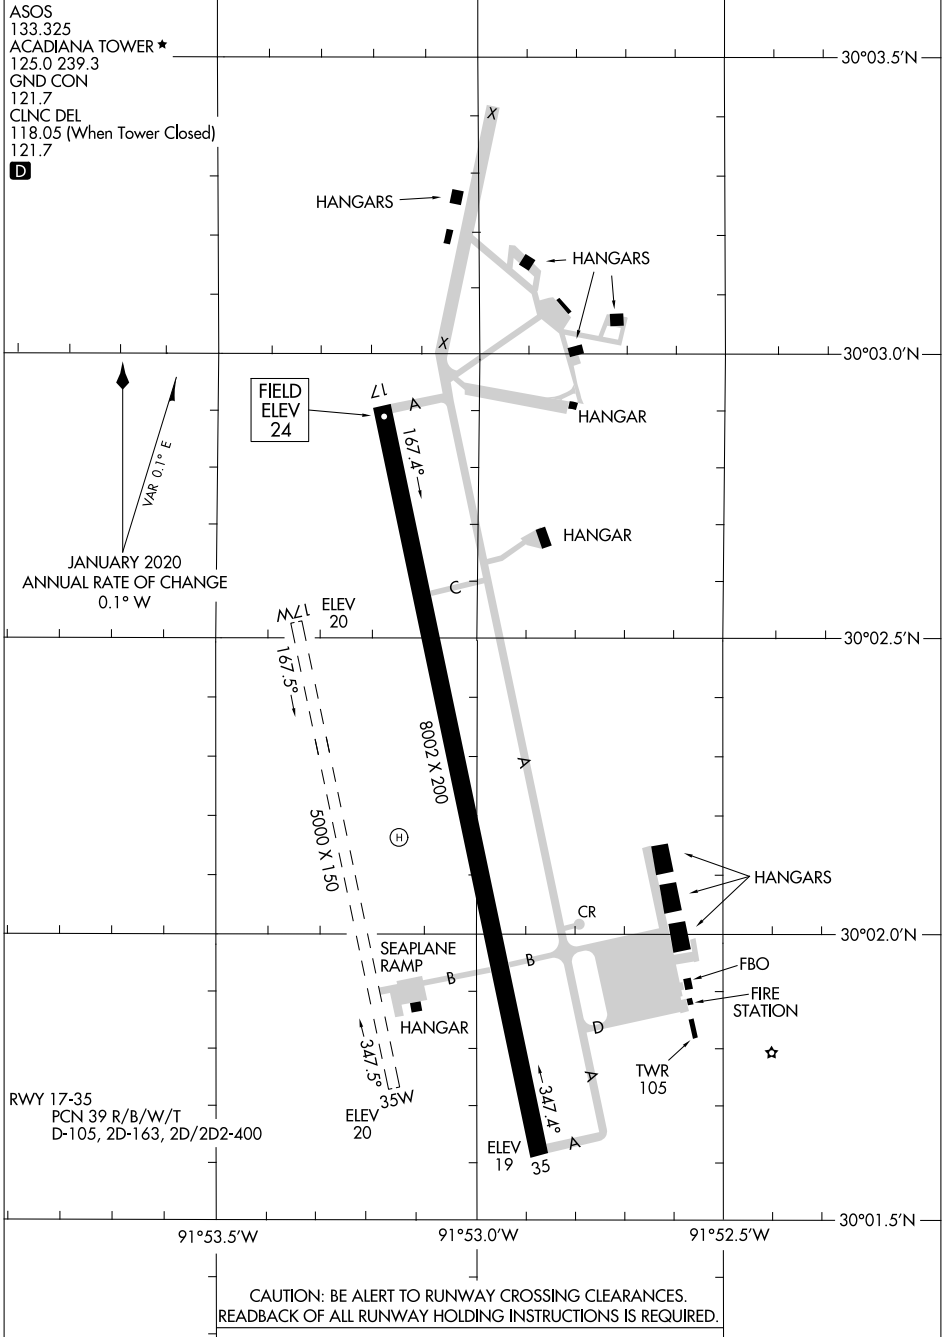 ASOS
133.325
ACADIANA TOWER ★
125.0 239.3
GND CON
121.7
CLNC DEL
118.05 (When Tower Closed)
121.7
D
30°03.5'N
X
HANGARS
HANGARS
X
30°03.0'N
FIELD
ELEV
24
17
A
HANGAR
167.4°
VAR 0.1° E
HANGAR
JANUARY 2020
ANNUAL RATE OF CHANGE
0.1° W
C
17W
ELEV
20
30°02.5'N
167.5°
8002 X 200
A
5000 X 150
H
HANGARS
CR
30°02.0'N
SEAPLANE
RAMP
B
B
FBO
FIRE
STATION
HANGAR
D
347.5°
TWR
105
A
35W
ELEV
20
347.4°
RWY 17-35
PCN 39 R/B/W/T
D-105, 2D-163, 2D/2D2-400
A
ELEV
19
35
30°01.5'N
91°53.5'W
91°53.0'W
91°52.5'W
CAUTION: BE ALERT TO RUNWAY CROSSING CLEARANCES.
READBACK OF ALL RUNWAY HOLDING INSTRUCTIONS IS REQUIRED.